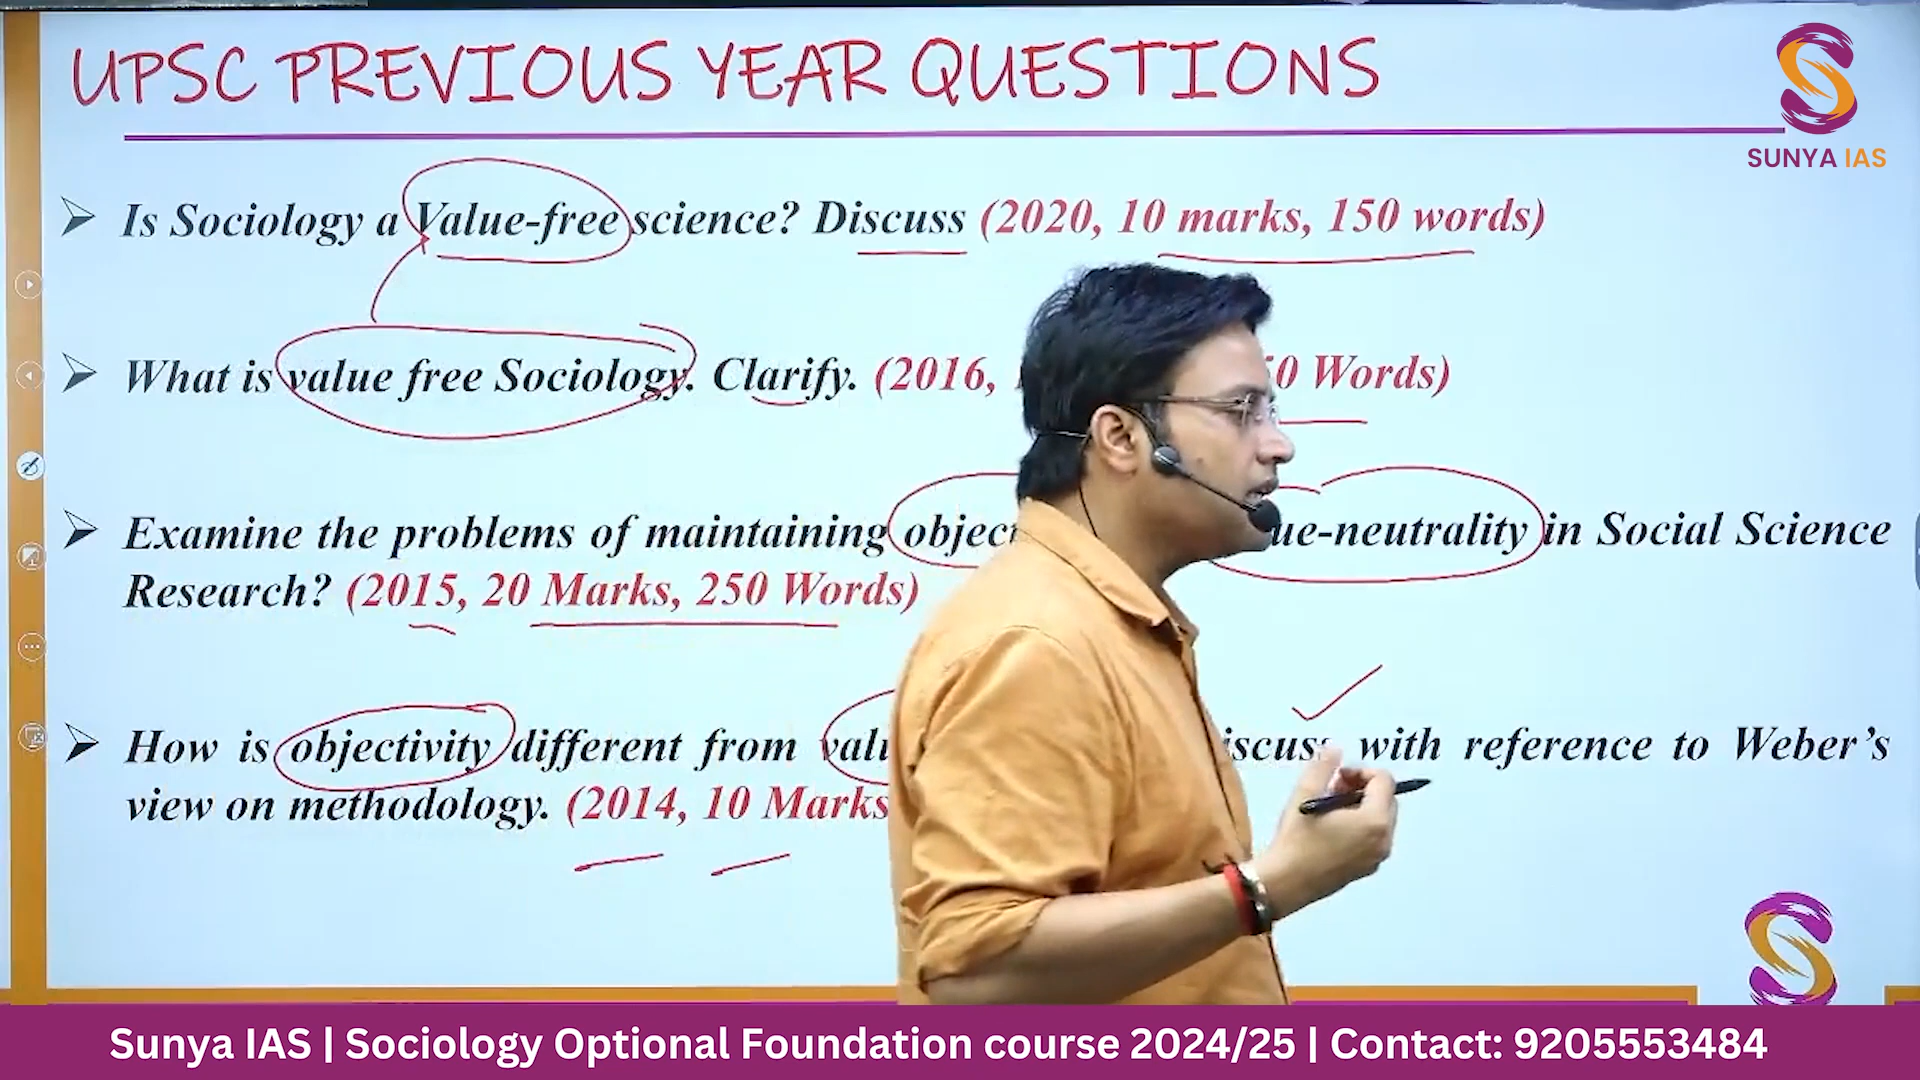 UPSC PREVIOUS YEAR QUESTIONS
SUNYA IAS
Is Sociology a Value-free science? Discuss (2020, 10 marks, 150 words)
What is value free Sociology. Clarify. (2016, 0 Words)
Examine the problems of maintaining objec ue-neutrality in Social Science
Research? (2015, 20 Marks, 250 Words)
How is objectivity different from valu iscuss with reference to Weber's
view on methodology. (2014, 10 Marks
Sunya IAS | Sociology Optional Foundation course 2024/25 | Contact: 9205553484